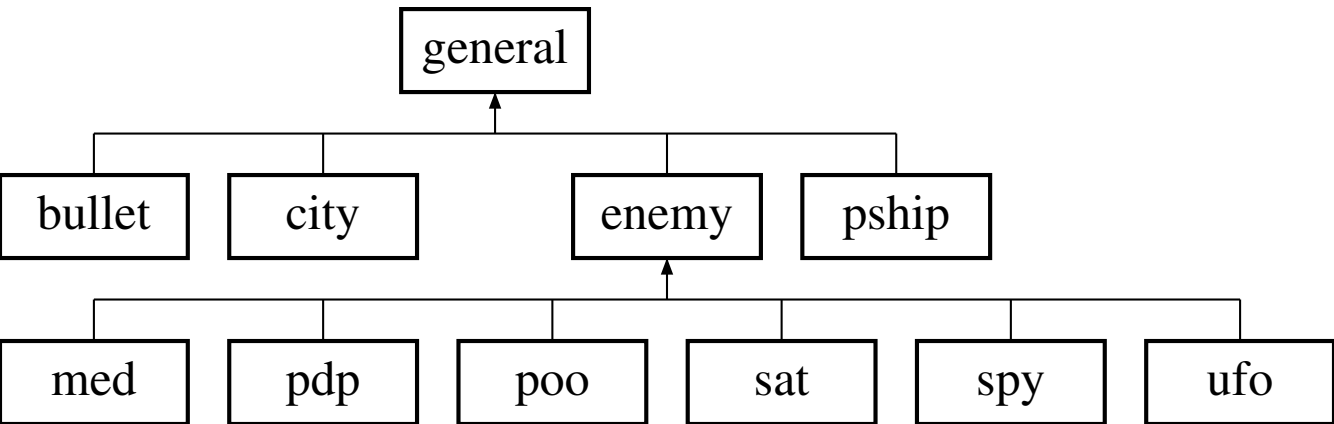 general
bullet city enemy pship
med pdp poo sat spy ufo